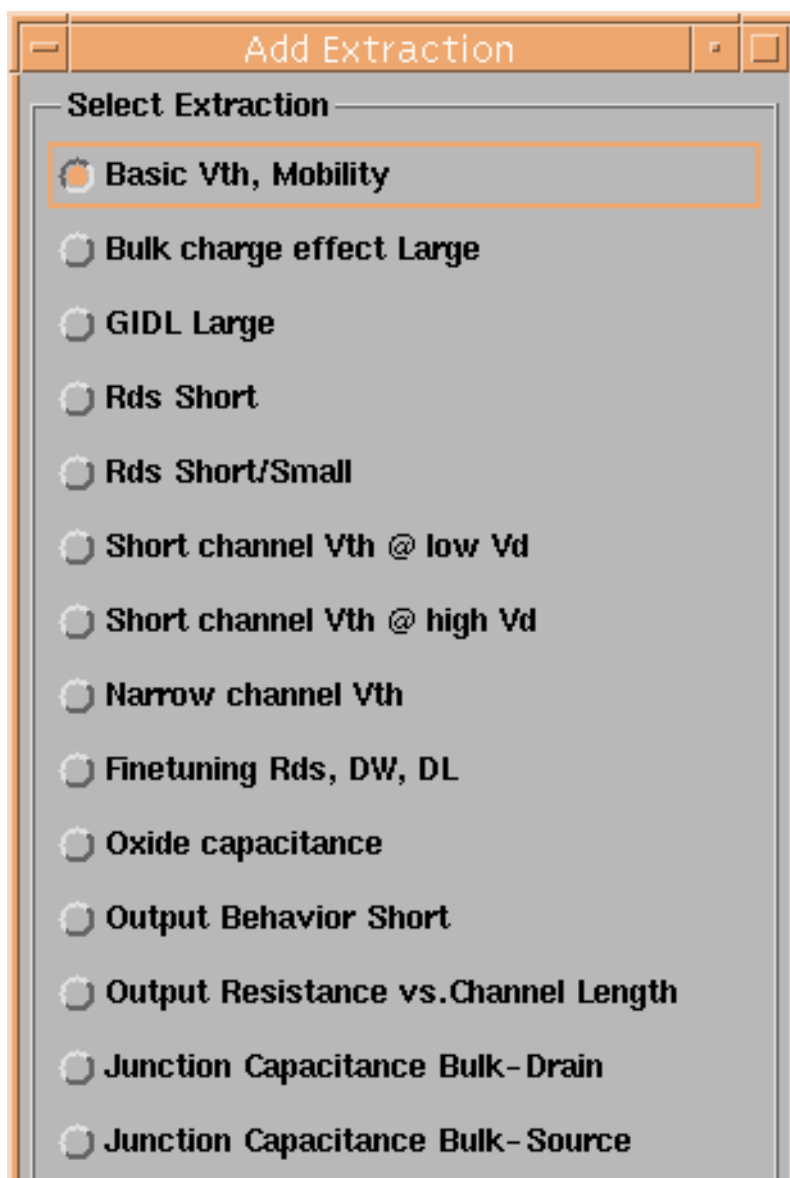 Add Extraction
Select Extraction
Basic Vth, Mobility
Bulk charge effect Large
GIDL Large
Rds Short
Rds Short/Small
Short channel Vth @ low Vd
Short channel Vth @ high Vd
Narrow channel Vth
Finetuning Rds, DW, DL
Oxide capacitance
Output Behavior Short
Output Resistance vs.Channel Length
Junction Capacitance Bulk-Drain
Junction Capacitance Bulk-Source